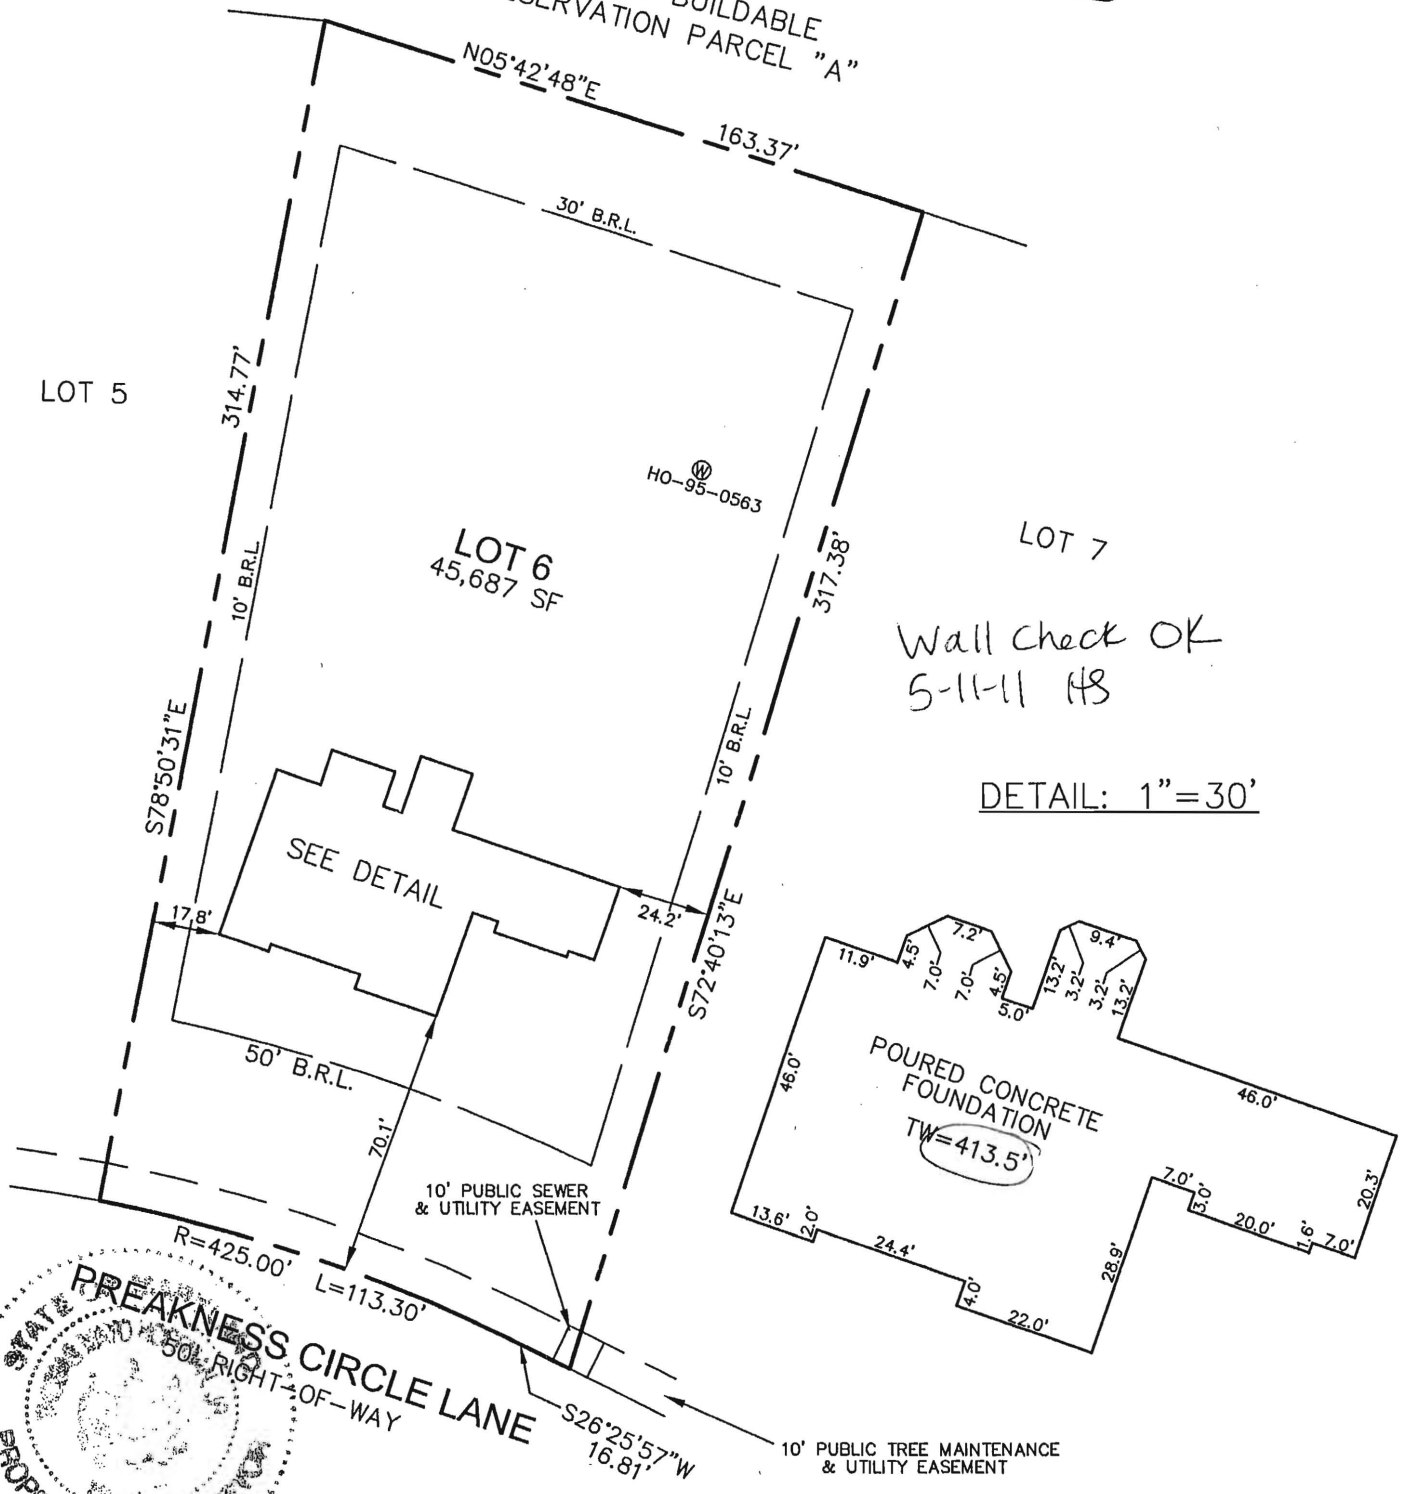 BUILDABLE
PARCEL "A"
N05°42'48"E
163.37'
30' B.R.L.
314.77'
LOT 5
W
HO-95-0563
LOT 6
45,687 SF
10' B.R.L.
317.38'
LOT 7
Wall Check OK
5-11-11 HS
S78°50'31"E
10' B.R.L.
DETAIL: 1"=30'
SEE DETAIL
17.8'
24.2'
S72°40'13"E
50' B.R.L.
70.1'
10' PUBLIC SEWER
& UTILITY EASEMENT
R=425.00'
L=113.30'
PREAKNESS CIRCLE LANE
50' RIGHT-OF-WAY
S26°25'57"W
16.81'
10' PUBLIC TREE MAINTENANCE
& UTILITY EASEMENT
11.9'
4.5'
7.0'
7.2'
7.0'
4.5'
5.0'
13.2'
3.2'
9.4'
3.2'
13.2'
46.0'
POURED CONCRETE
FOUNDATION
TW=413.5'
46.0'
20.3'
7.0'
3.0'
20.0'
1.6'
7.0'
28.9'
13.6'
2.0'
24.4'
4.0'
22.0'
STATE